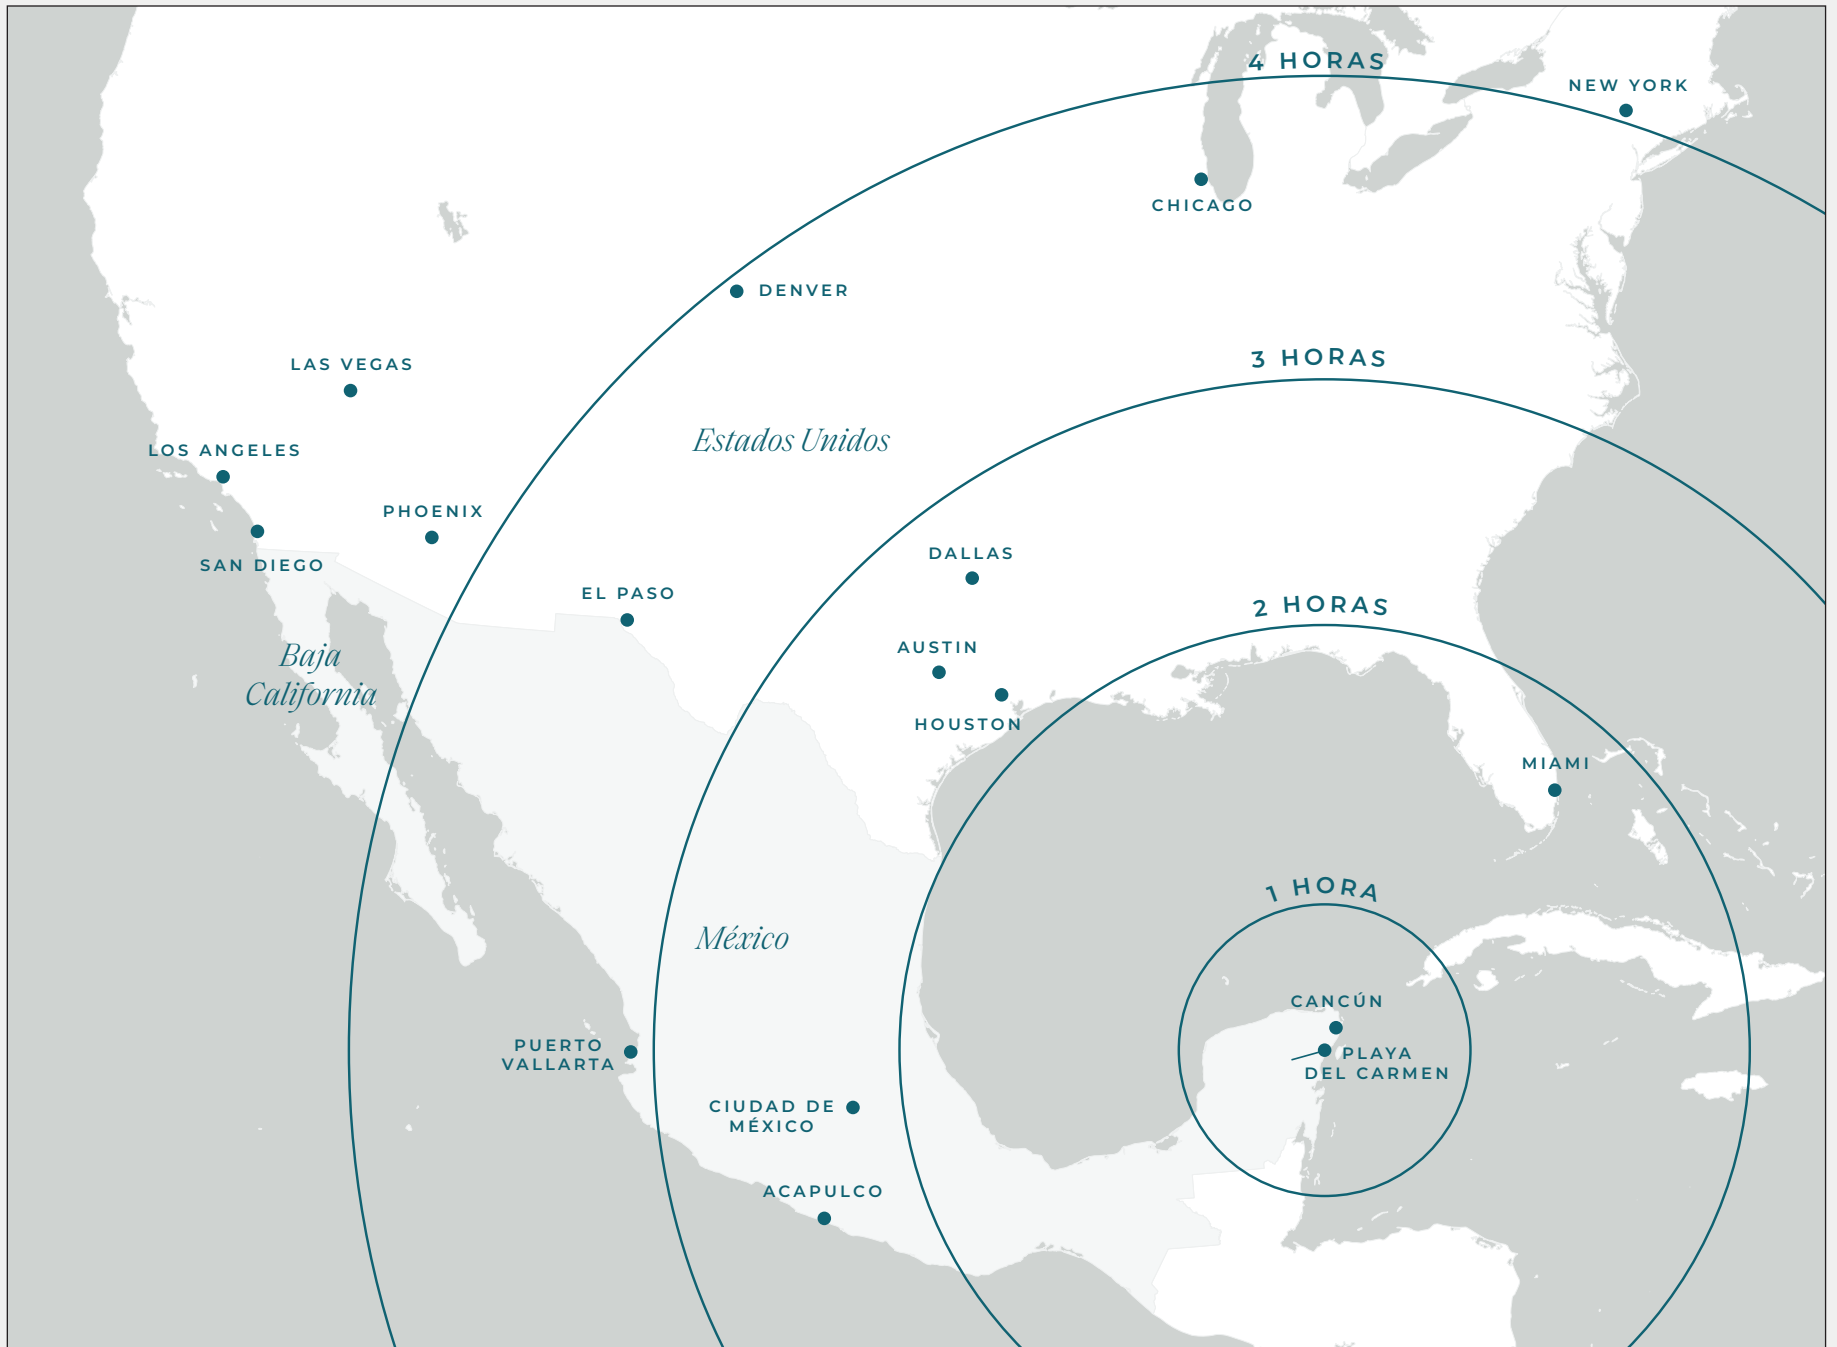 4 HORAS
NEW YORK
CHICAGO
DENVER
3 HORAS
LAS VEGAS
Estados Unidos
LOS ANGELES
PHOENIX
DALLAS
SAN DIEGO
EL PASO
2 HORAS
AUSTIN
Baja
California
HOUSTON
MIAMI
1 HORA
México
CANCÚN
PUERTO
VALLARTA
PLAYA
DEL CARMEN
CIUDAD DE
MÉXICO
ACAPULCO